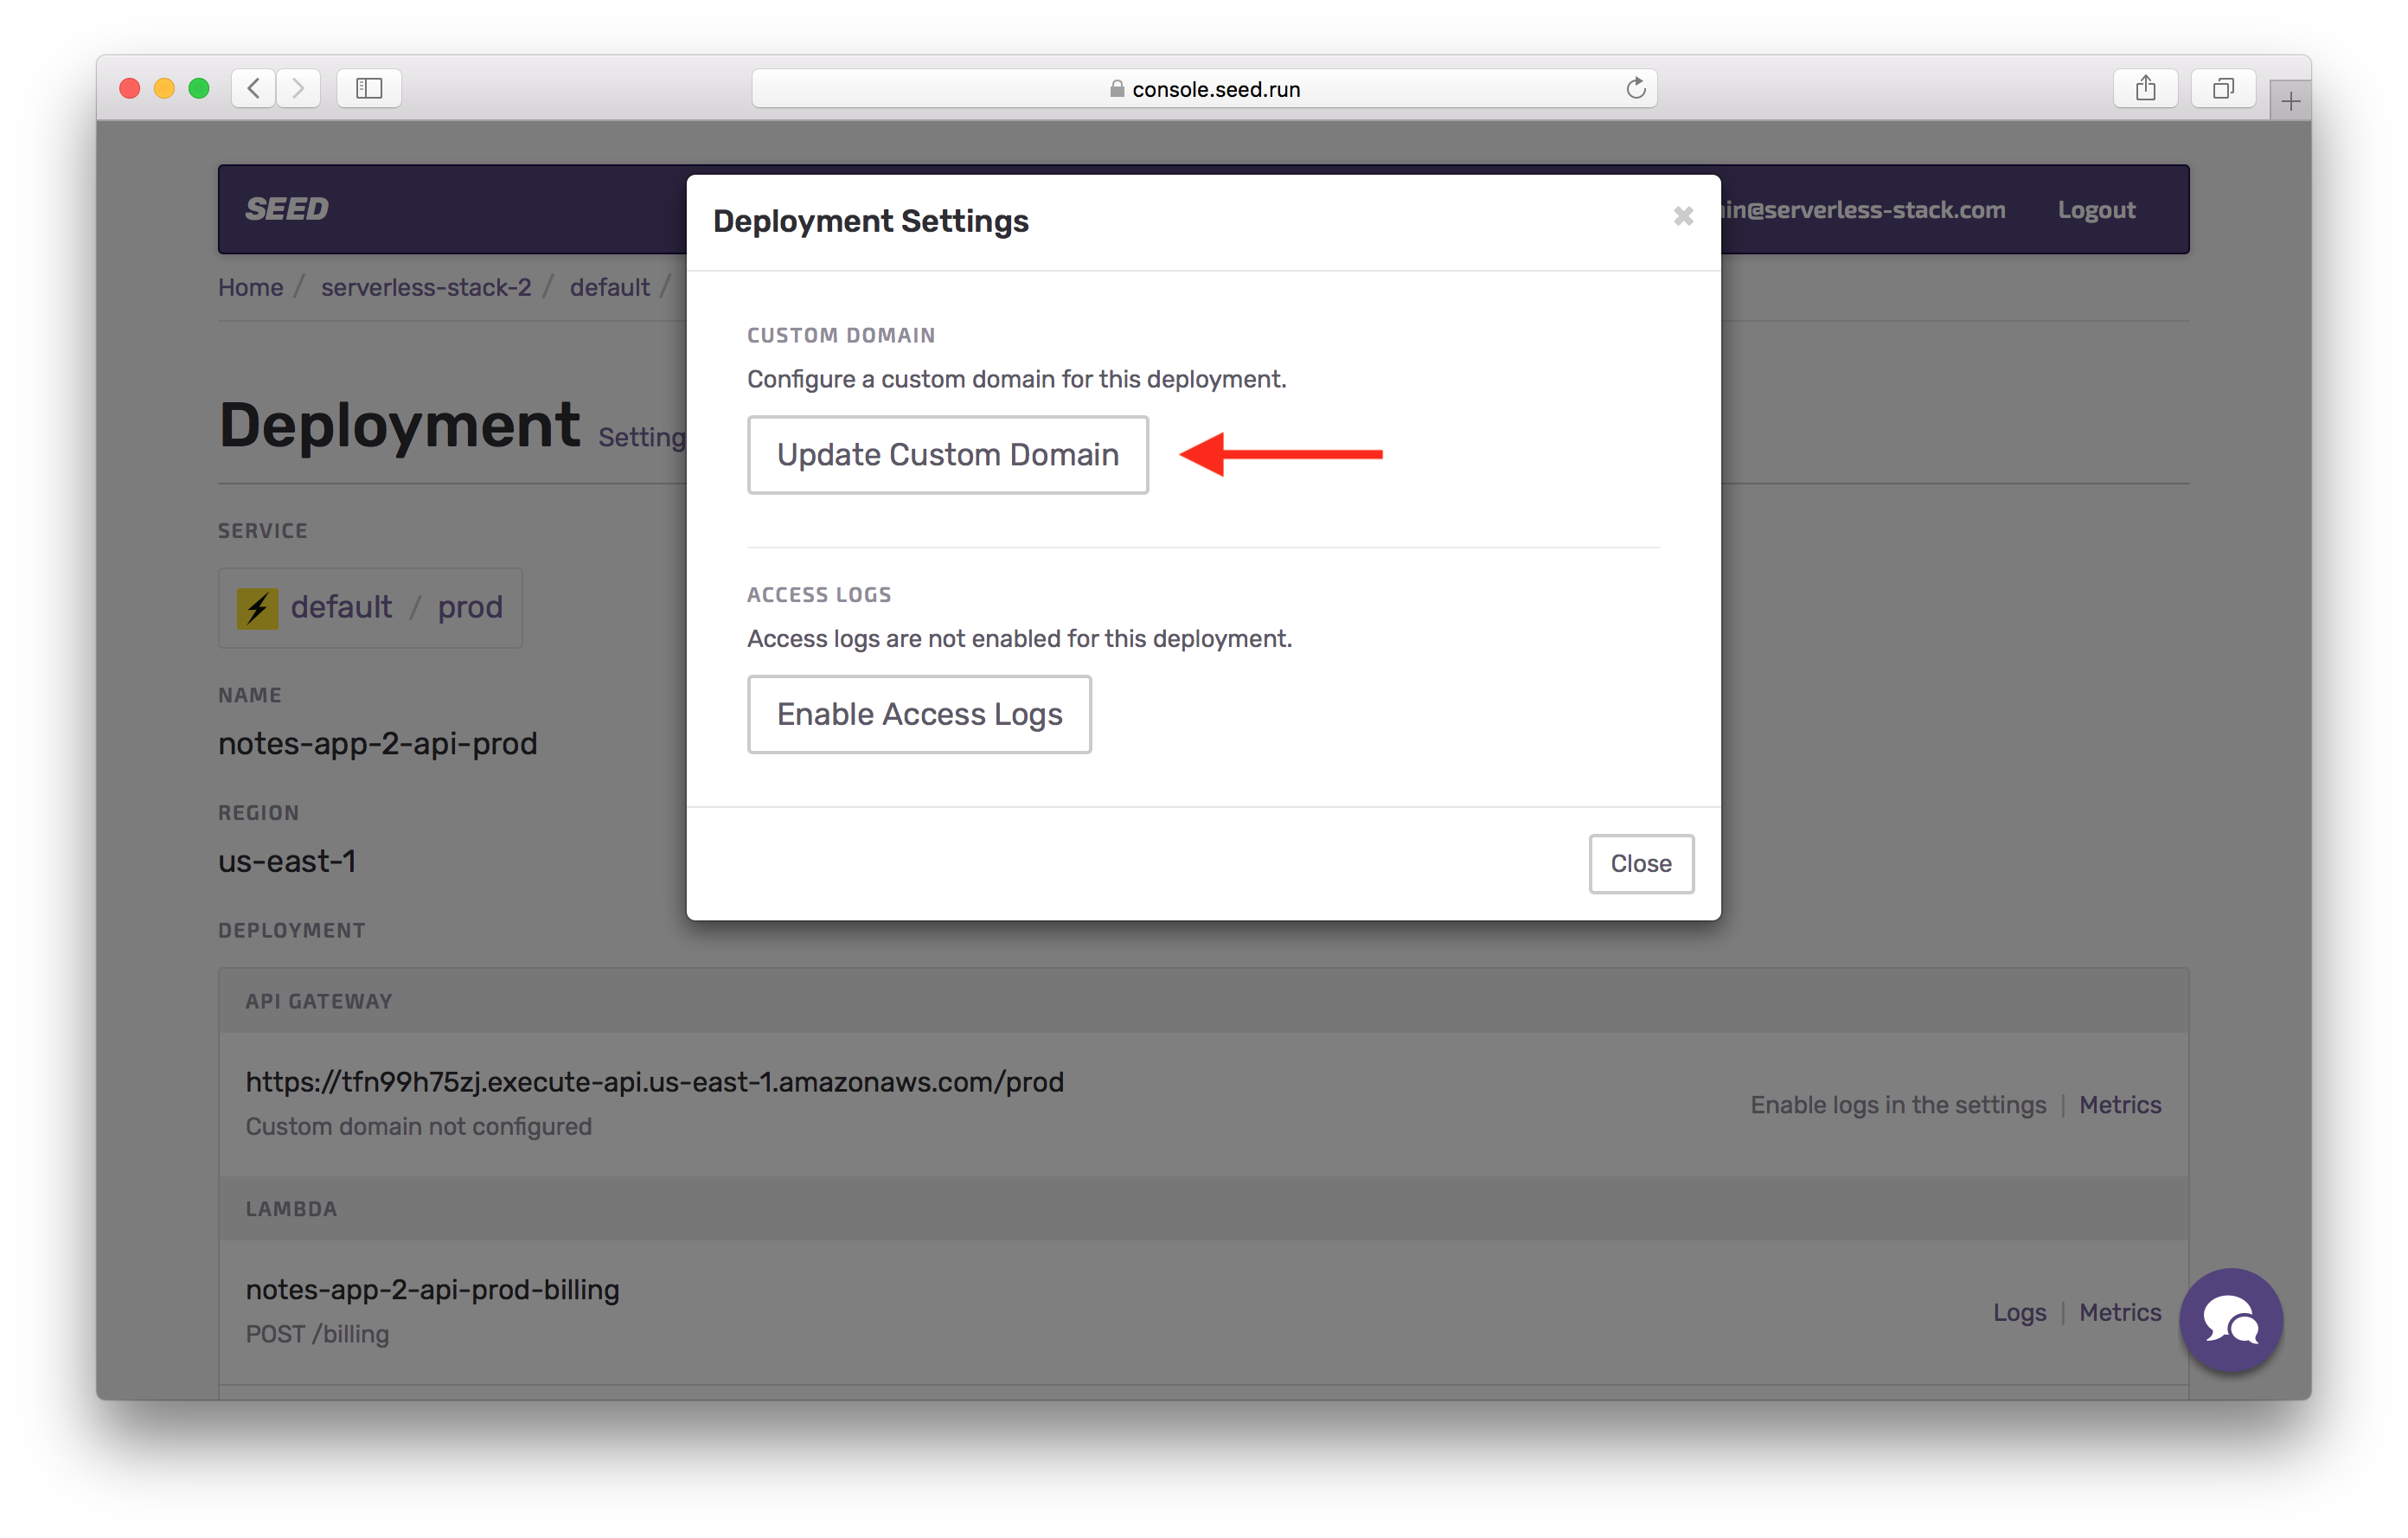 console.seed.run
SEED
in@serverless-stack.com Logout
Home / serverless-stack-2 / default /
Deployment Settings
CUSTOM DOMAIN
Configure a custom domain for this deployment.
Update Custom Domain
ACCESS LOGS
Access logs are not enabled for this deployment.
Enable Access Logs
Close
Deployment Setting
SERVICE
default / prod
NAME
notes-app-2-api-prod
REGION
us-east-1
DEPLOYMENT
API GATEWAY
https://tfn99h75zj.execute-api.us-east-1.amazonaws.com/prod
Custom domain not configured
Enable logs in the settings | Metrics
LAMBDA
notes-app-2-api-prod-billing
POST /billing
Logs | Metrics